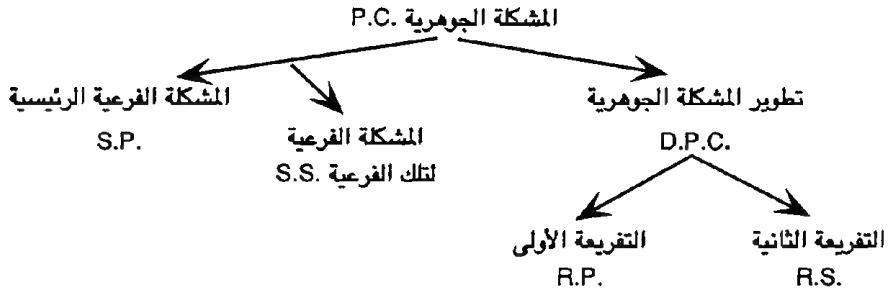 المشكلة الجوهرية P.C.
تطوير المشكلة الجوهرية
D.P.C.
المشكلة الفرعية الرئيسية
S.P.
المشكلة الفرعية
لتلك الفرعية S.S.
التفريعة الثانية
R.S.
التفريعة الأولى
R.P.